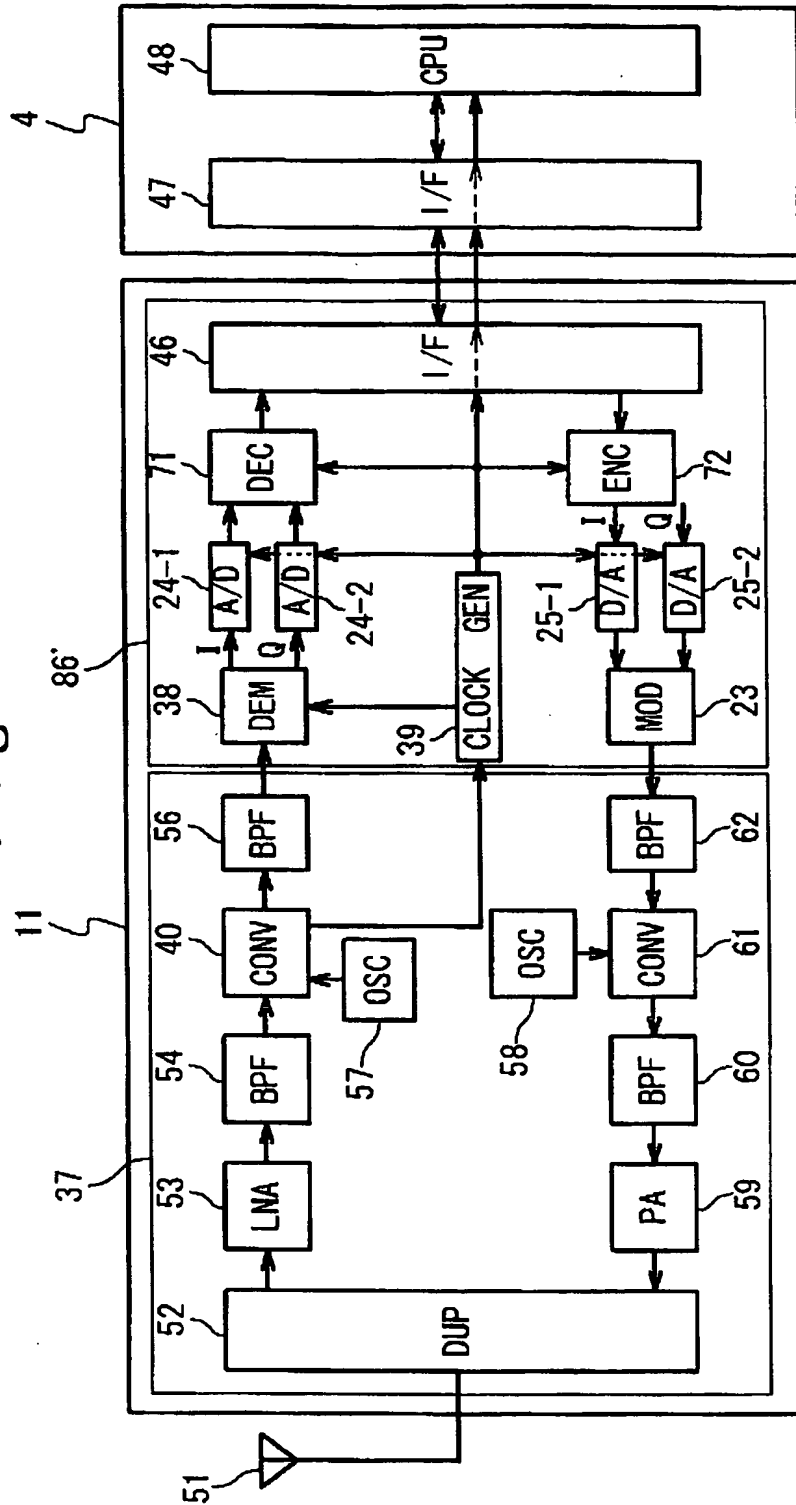 11
4
37
86'
52
53
54
40
56
38
24-1
71
46
47
48
DUP
LNA
BPF
CONV
BPF
DEM
I
Q
A/D
A/D
DEC
I/F
I/F
CPU
24-2
51
OSC
57
39
CLOCK GEN
OSC
58
25-1
I
Q
ENC
72
PA
BPF
CONV
BPF
MOD
D/A
D/A
59
60
61
62
23
25-2